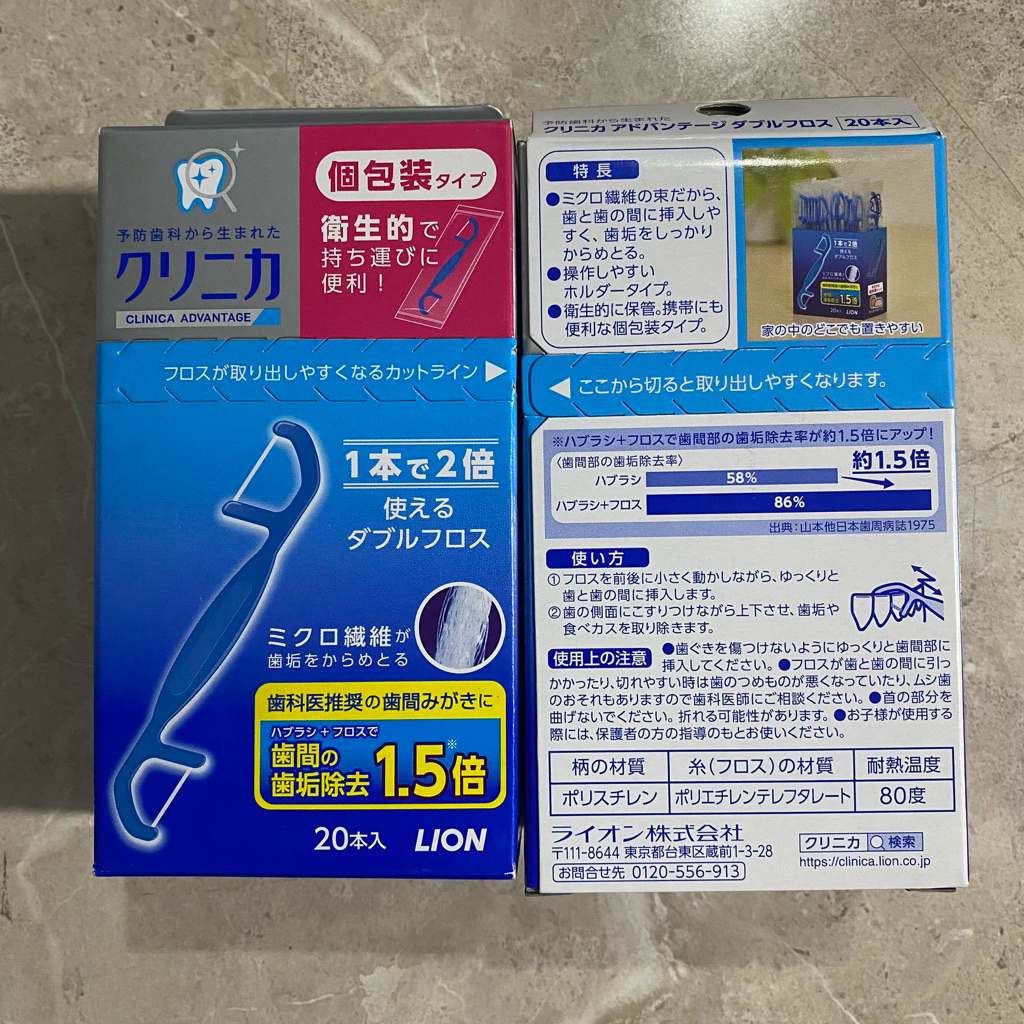 予防歯科から生まれた
クリニカ
CLINICA ADVANTAGE
個包装タイプ
衛生的で
持ち運びに
便利！
フロスが取り出しやすくなるカットライン▶
1本で2倍
使える
ダブルフロス
ミクロ繊維が
歯垢をからめとる
歯科医推奨の歯間みがきに
ハブラシ+フロスで
歯間の
歯垢除去 1.5倍※
20本入 LION
予防歯科から生まれた
クリニカ アドバンテージ ダブルフロス 20本入
特長
●ミクロ繊維の束だから、
歯と歯の間に挿入しや
すく、歯垢をしっかり
からめとる。
●操作しやすい
ホルダータイプ。
●衛生的に保管。携帯にも
便利な個包装タイプ。
1本で2倍
使える
ダブルフロス
1.5倍
20本入 LION
家の中のどこでも置きやすい
◀ここから切ると取り出しやすくなります。
※ハブラシ+フロスで歯間部の歯垢除去率が約1.5倍にアップ！
〈歯間部の歯垢除去率〉 約1.5倍
ハブラシ 58%
ハブラシ+フロス 86%
出典：山本他日本歯周病誌1975
使い方
①フロスを前後に小さく動かしながら、ゆっくりと
歯と歯の間に挿入します。
②歯の側面にこすりつけながら上下させ、歯垢や
食べカスを取り除きます。
使用上の注意 ●歯ぐきを傷つけないようにゆっくりと歯間部に
挿入してください。●フロスが歯と歯の間に引っ
かかったり、切れやすい時は歯のつめものが悪くなっていたり、ムシ歯
のおそれもありますので歯科医師にご相談ください。●首の部分を
曲げないでください。折れる可能性があります。●お子様が使用する
際には、保護者の方の指導のもとお使いください。
柄の材質 糸(フロス)の材質 耐熱温度
ポリスチレン ポリエチレンテレフタレート 80度
ライオン株式会社
〒111-8644 東京都台東区蔵前1-3-28
お問合せ先 0120-556-913
クリニカ 検索
https://clinica.lion.co.jp